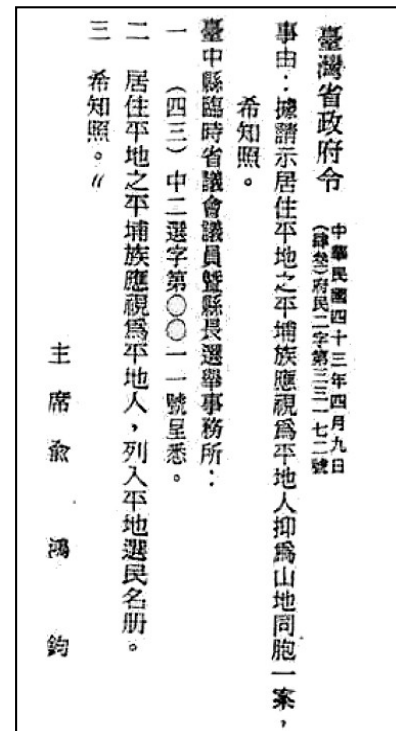 臺灣省政府令
中華民國四十三年四月九日
(肆叁)府民二字第三三一七二號
事由：據請示居住平地之平埔族應視爲平地人抑爲山地同胞一案，
希知照。
臺中縣臨時省議會議員暨縣長選舉事務所：
一　(四三)中二選字第〇〇一一號呈悉。
二　居住平地之平埔族應視爲平地人，列入平地選民名册。
三　希知照。〃
主席俞鴻鈞